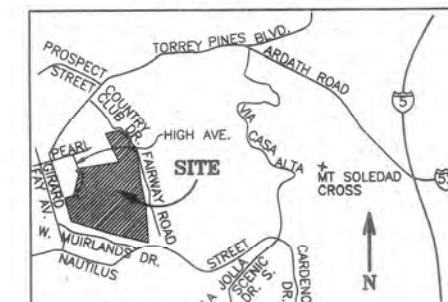 TORREY PINES BLVD.
ARDATH ROAD
PROSPECT
STREET
COUNTRY
CLUB DR.
5
VIA
CASA
ALTA
PEARL
HIGH AVE.
GIRARD
FAY AV.
SITE
FAIRWAY
ROAD
MT SOLEDAD
CROSS
W.
MUIRLANDS DR.
NAUTILUS
STREET
LA JOLLA
SCENIC
DR. S.
DR.
N